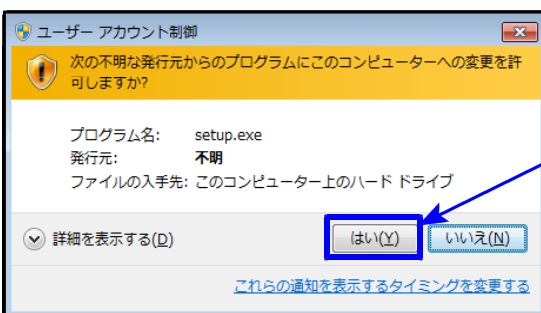 ユーザー アカウント制御
次の不明な発行元からのプログラムにこのコンピューターへの変更を許
可しますか?
プログラム名: setup.exe
発行元: 不明
ファイルの入手先: このコンピューター上のハード ドライブ
詳細を表示する(D) はい(Y) いいえ(N)
これらの通知を表示するタイミングを変更する